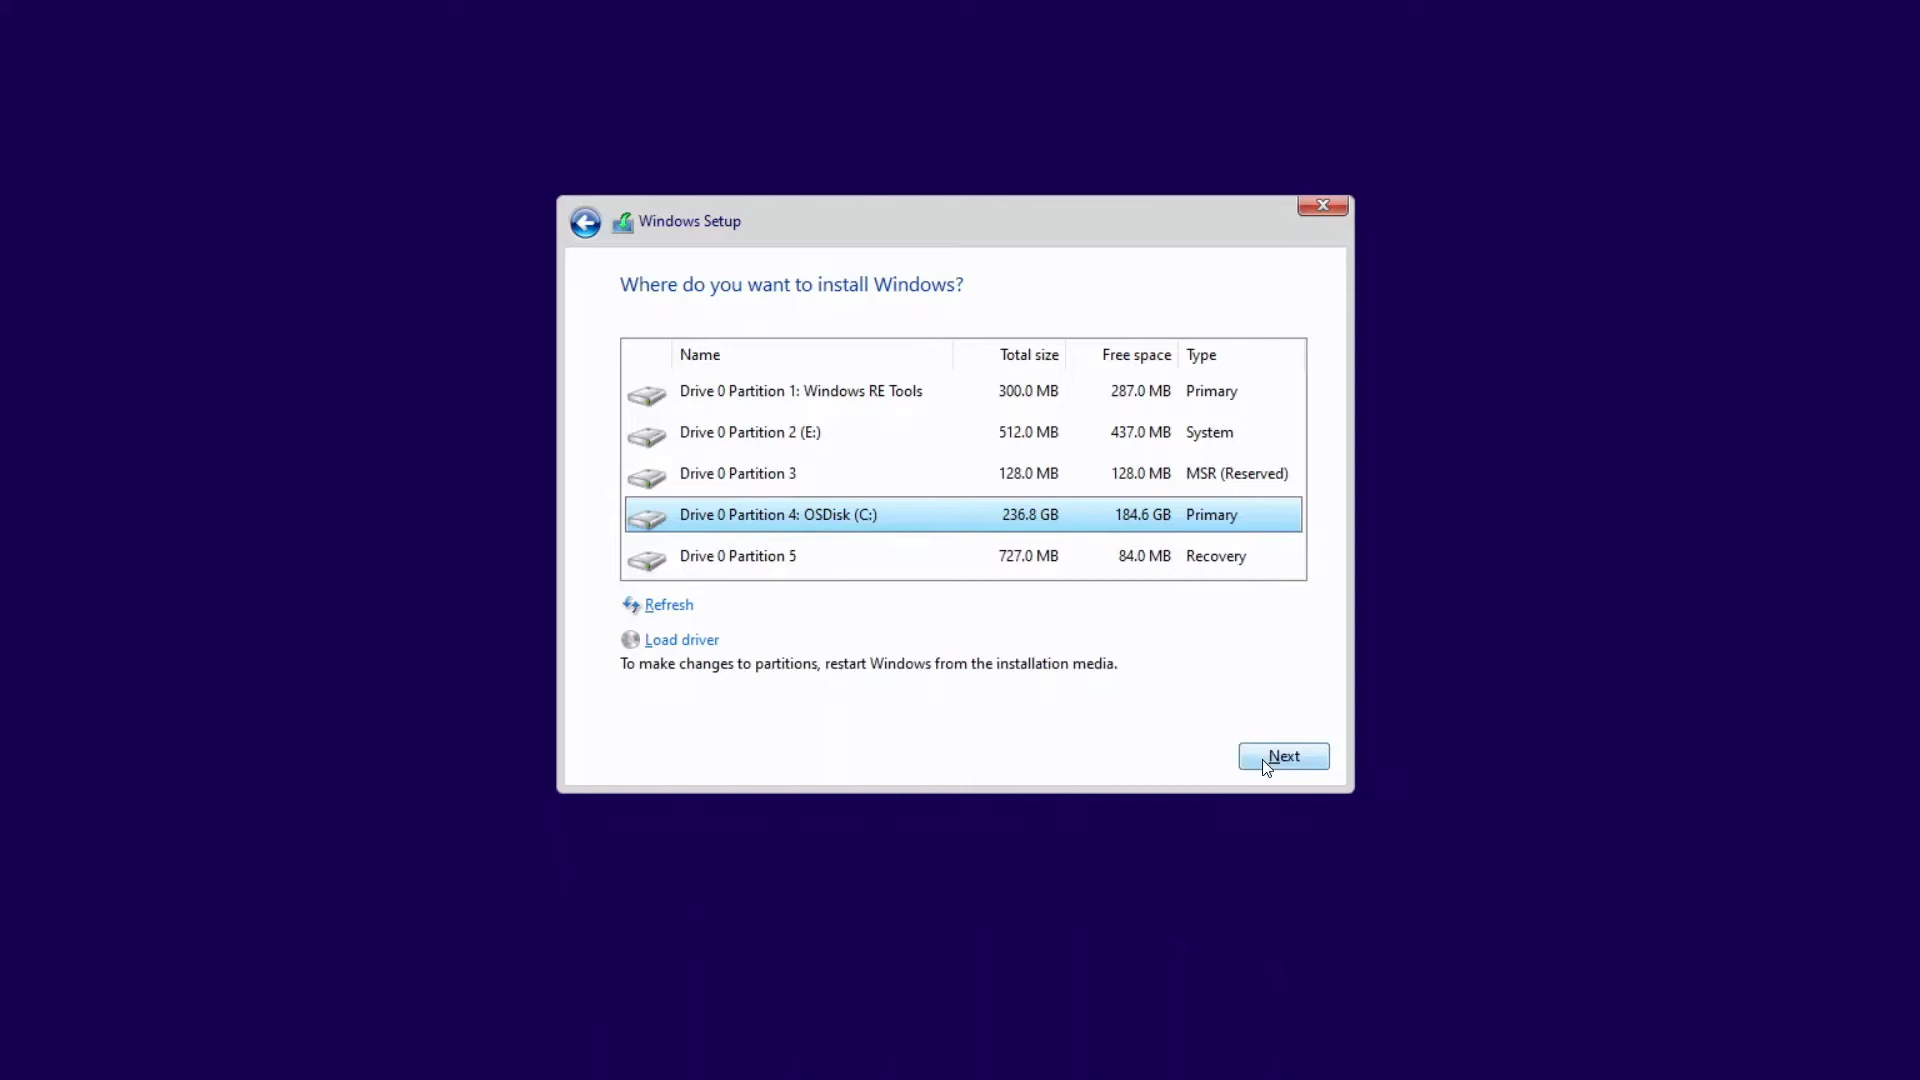 Windows Setup
Where do you want to install Windows?
Name Total size Free space Type
Drive 0 Partition 1: Windows RE Tools 300.0 MB 287.0 MB Primary
Drive 0 Partition 2 (E:) 512.0 MB 437.0 MB System
Drive 0 Partition 3 128.0 MB 128.0 MB MSR (Reserved)
Drive 0 Partition 4: OSDisk (C:) 236.8 GB 184.6 GB Primary
Drive 0 Partition 5 727.0 MB 84.0 MB Recovery
Refresh
Load driver
To make changes to partitions, restart Windows from the installation media.
Next